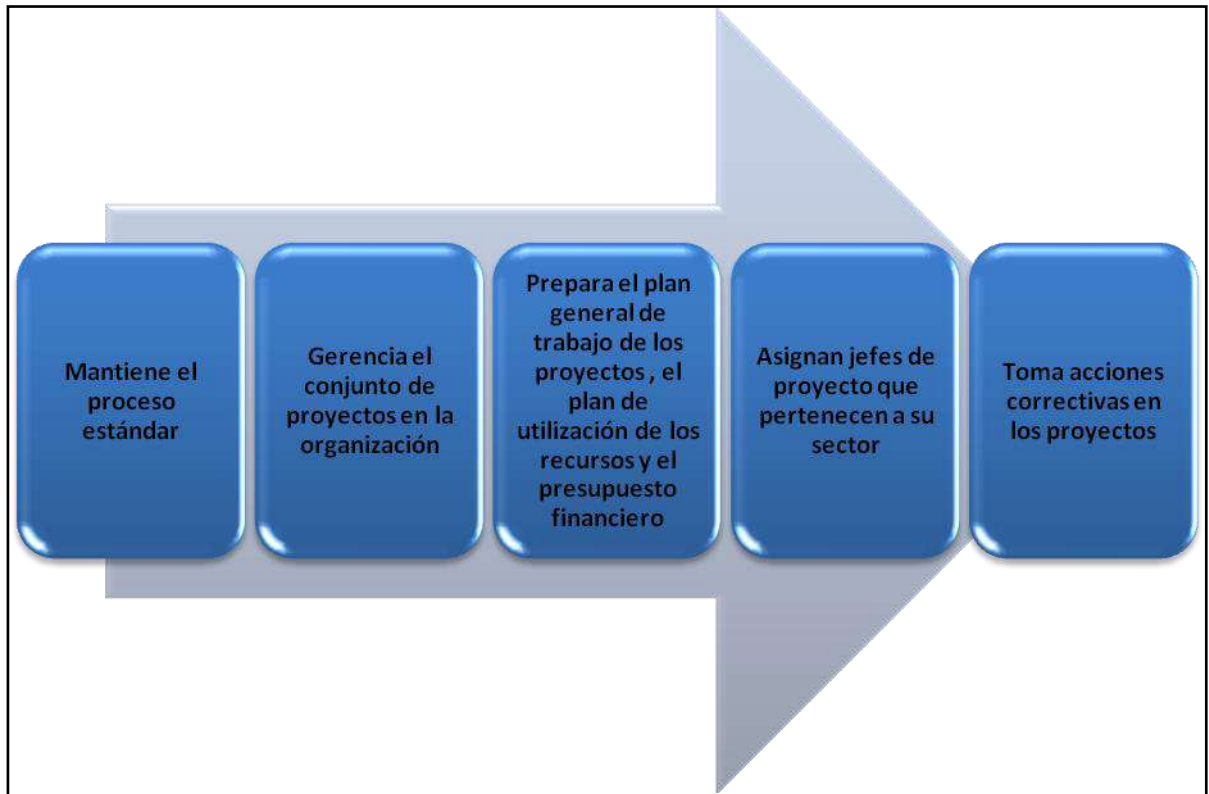 Mantiene el
proceso
estándar
Gerencia el
conjunto de
proyectos en la
organización
Prepara el plan
general de
trabajo de los
proyectos , el
plan de
utilización de los
recursos y el
presupuesto
financiero
Asignan jefes de
proyecto que
pertenecen a su
sector
Toma acciones
correctivas en
los proyectos